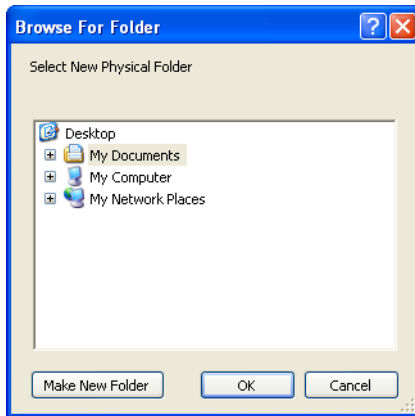 Browse For Folder
Select New Physical Folder
Desktop
My Documents
My Computer
My Network Places
Make New Folder
OK
Cancel